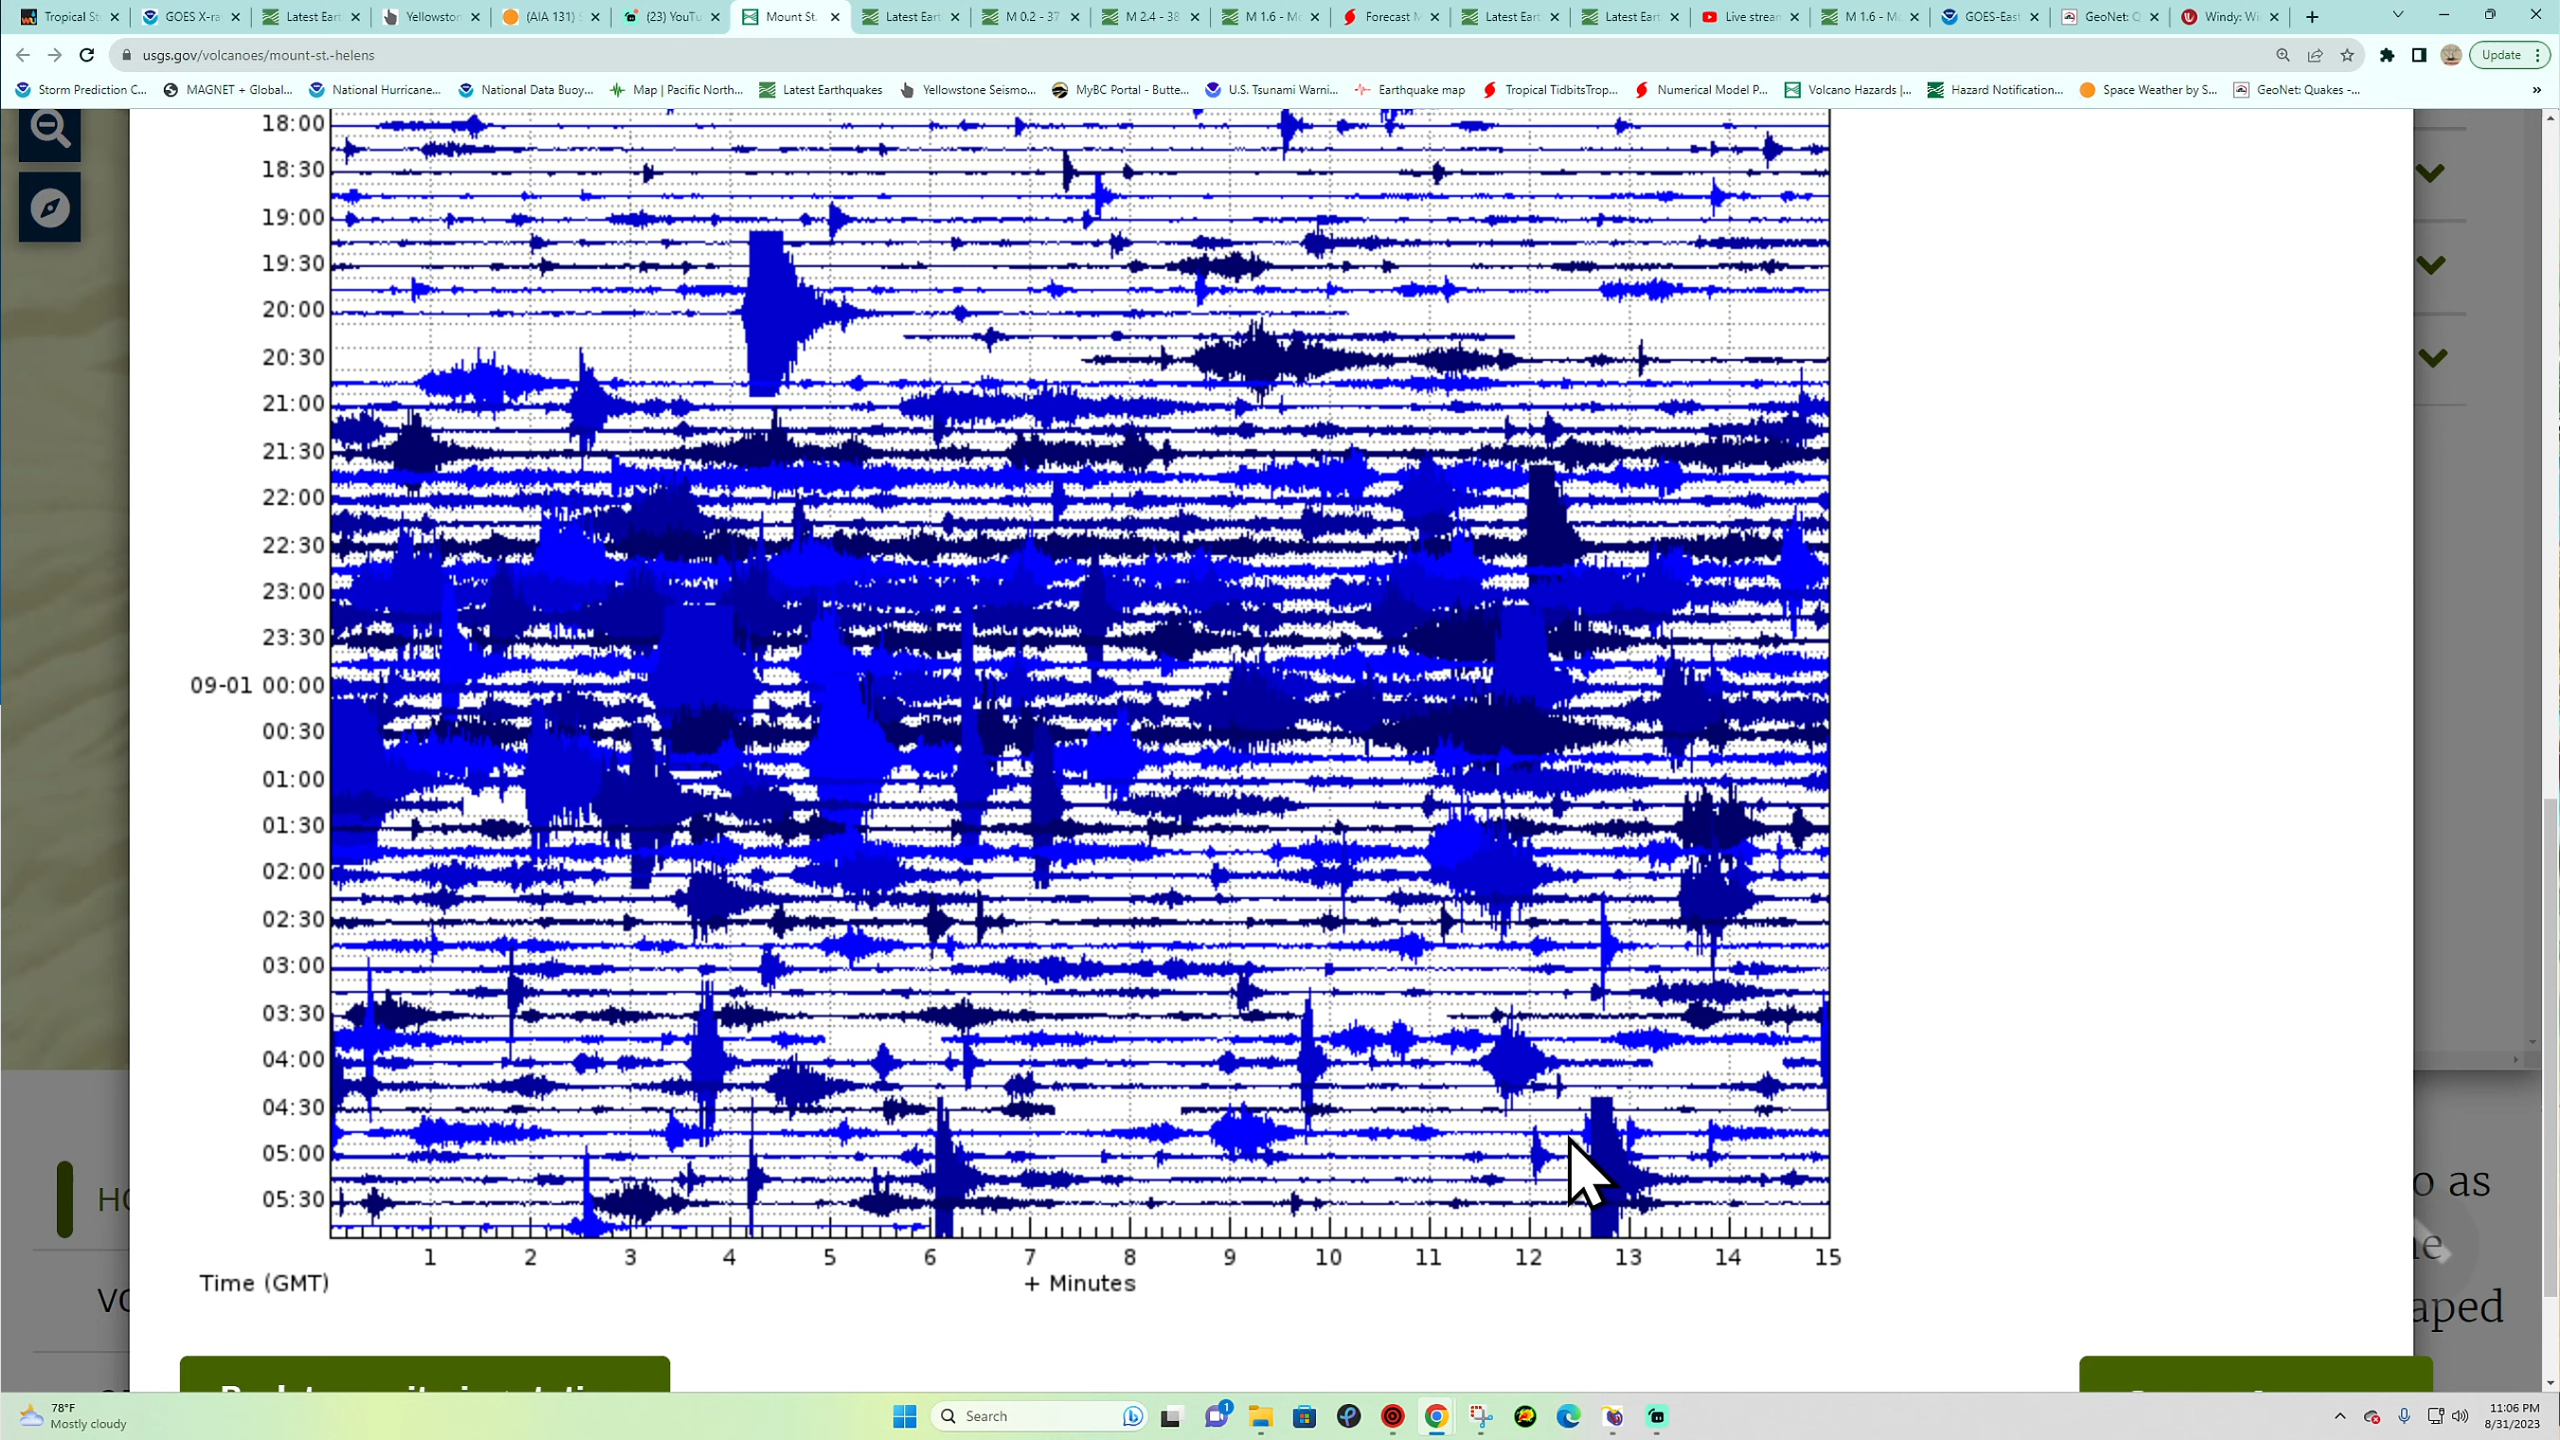 Tropical St
GOES X-ra
Latest Eart
Yellowston
(AIA 131) S
(23) YouTu
Mount St.
Latest Eart
M 0.2 - 37
M 2.4 - 38
M 1.6 - Mo
Forecast M
Latest Eart
Latest Eart
Live strear
M 1.6 - Mo
GOES-East
GeoNet: Q
Windy: Wi
usgs.gov/volcanoes/mount-st.-helens
Update
Storm Prediction C...
MAGNET + Global...
National Hurricane...
National Data Buoy...
Map | Pacific North...
Latest Earthquakes
Yellowstone Seismo...
MyBC Portal - Butte...
U.S. Tsunami Warni...
Earthquake map
Tropical TidbitsTrop...
Numerical Model P...
Volcano Hazards |...
Hazard Notification...
Space Weather by S...
GeoNet: Quakes -...
18:00
18:30
19:00
19:30
20:00
20:30
21:00
21:30
22:00
22:30
23:00
23:30
09-01 00:00
00:30
01:00
01:30
02:00
02:30
03:00
03:30
04:00
04:30
05:00
05:30
1 2 3 4 5 6 7 8 9 10 11 12 13 14 15
Time (GMT)
+ Minutes
HO
VO
o as
ne
aped
78°F
Mostly cloudy
Search
1
11:06 PM
8/31/2023